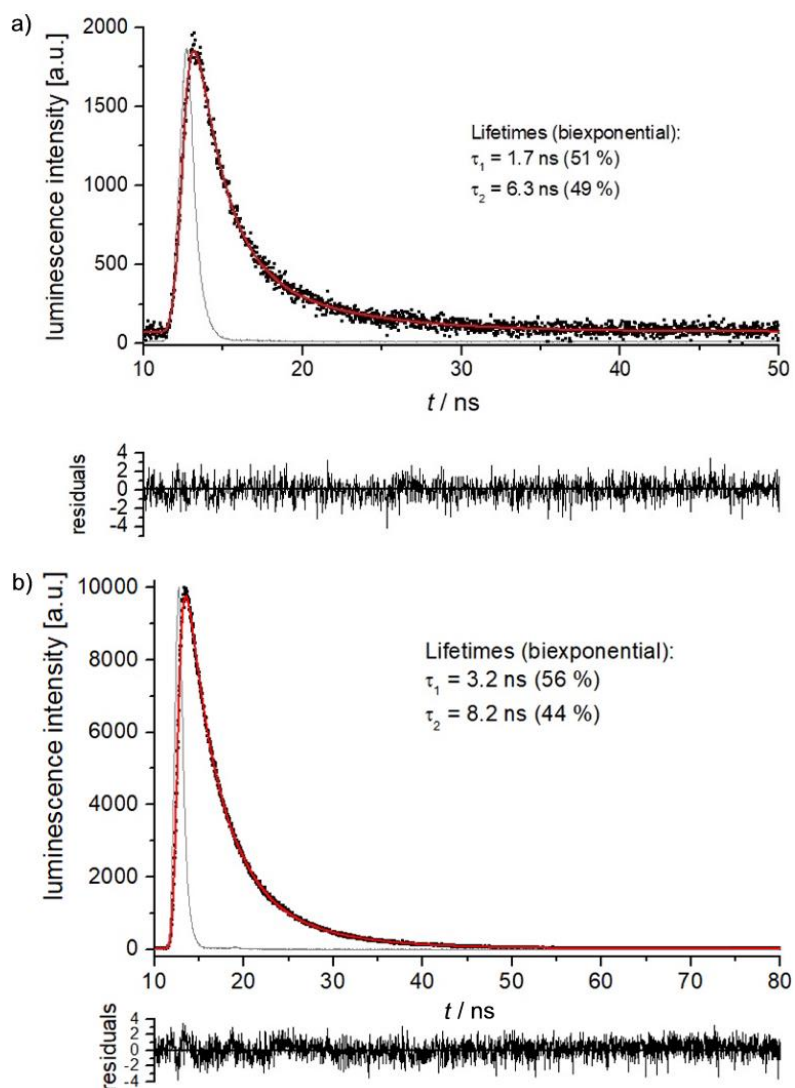 a)
luminescence intensity [a.u.]
2000
1500
1000
500
0
Lifetimes (biexponential):
τ1 = 1.7 ns (51 %)
τ2 = 6.3 ns (49 %)
10 20 30 40 50
t / ns
residuals
4
2
0
-2
-4
b)
luminescence intensity [a.u.]
10000
8000
6000
4000
2000
0
Lifetimes (biexponential):
τ1 = 3.2 ns (56 %)
τ2 = 8.2 ns (44 %)
10 20 30 40 50 60 70 80
t / ns
residuals
4
2
0
-2
-4